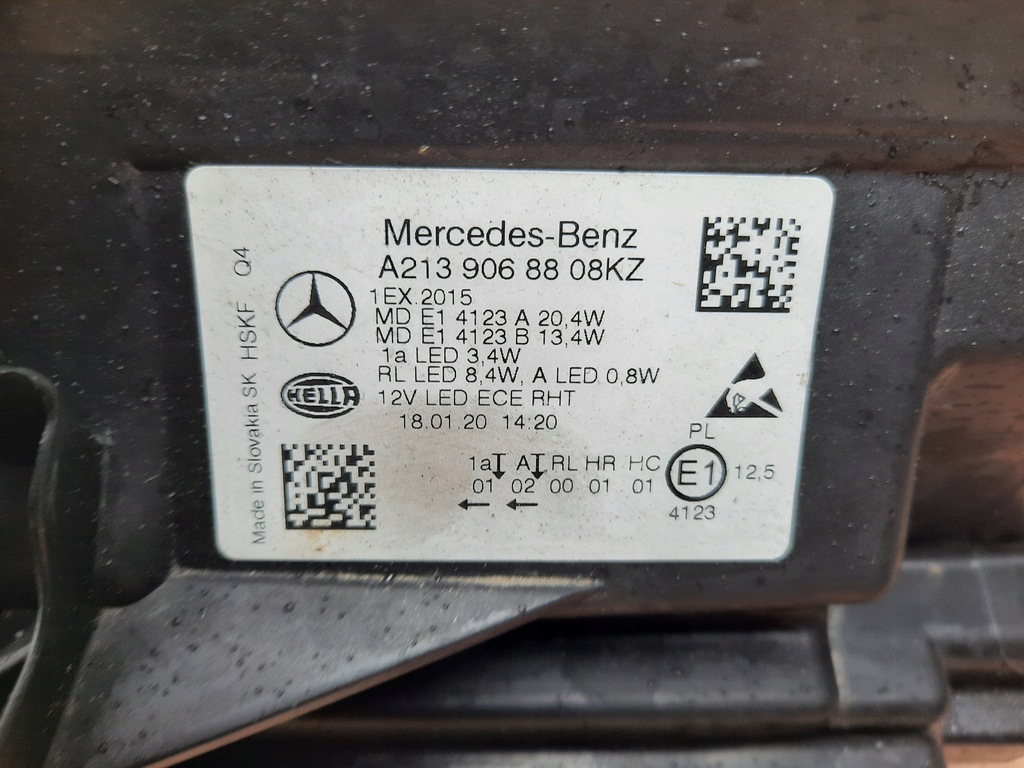 Mercedes-Benz
A213 906 88 08KZ
1EX.2015
MD E1 4123 A 20,4W
MD E1 4123 B 13,4W
1a LED 3,4W
RL LED 8,4W, A LED 0,8W
12V LED ECE RHT
18.01.20 14:20
HELLA
Made in Slovakia SK HSKF Q4
1a A RL HR HC
01 02 00 01 01
PL
E1 12,5
4123